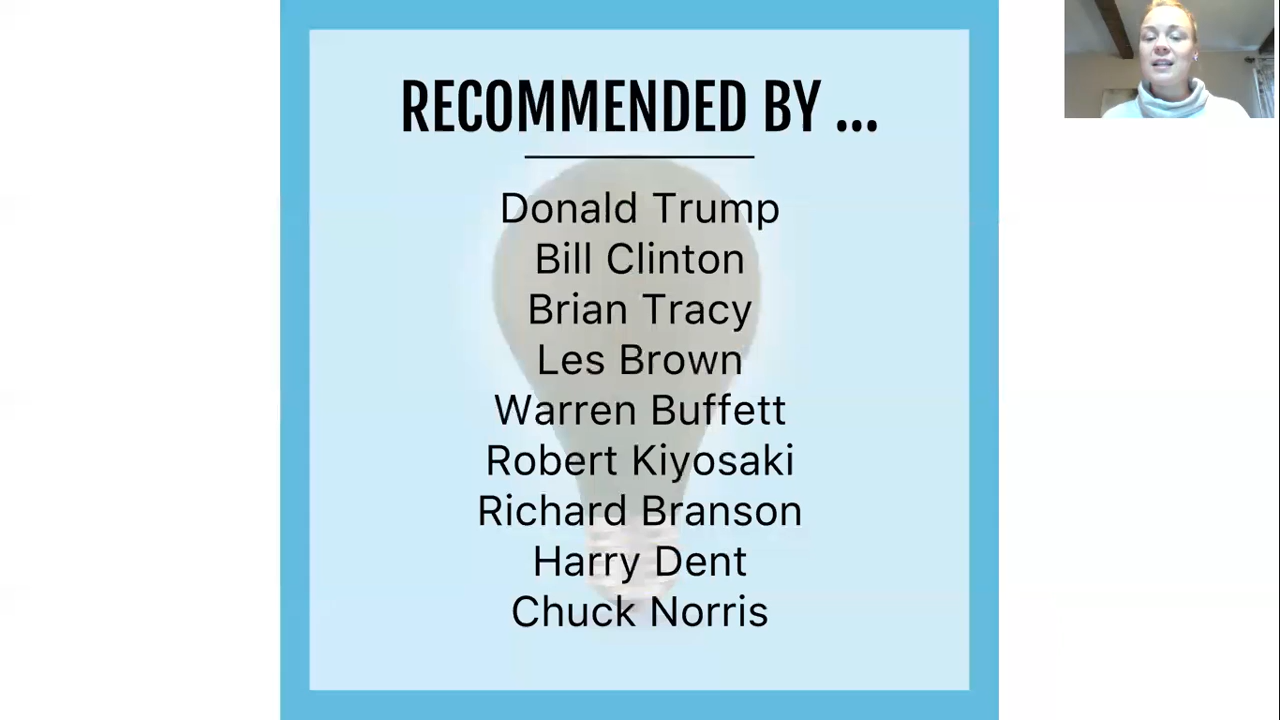 RECOMMENDED BY ...
Donald Trump
Bill Clinton
Brian Tracy
Les Brown
Warren Buffett
Robert Kiyosaki
Richard Branson
Harry Dent
Chuck Norris